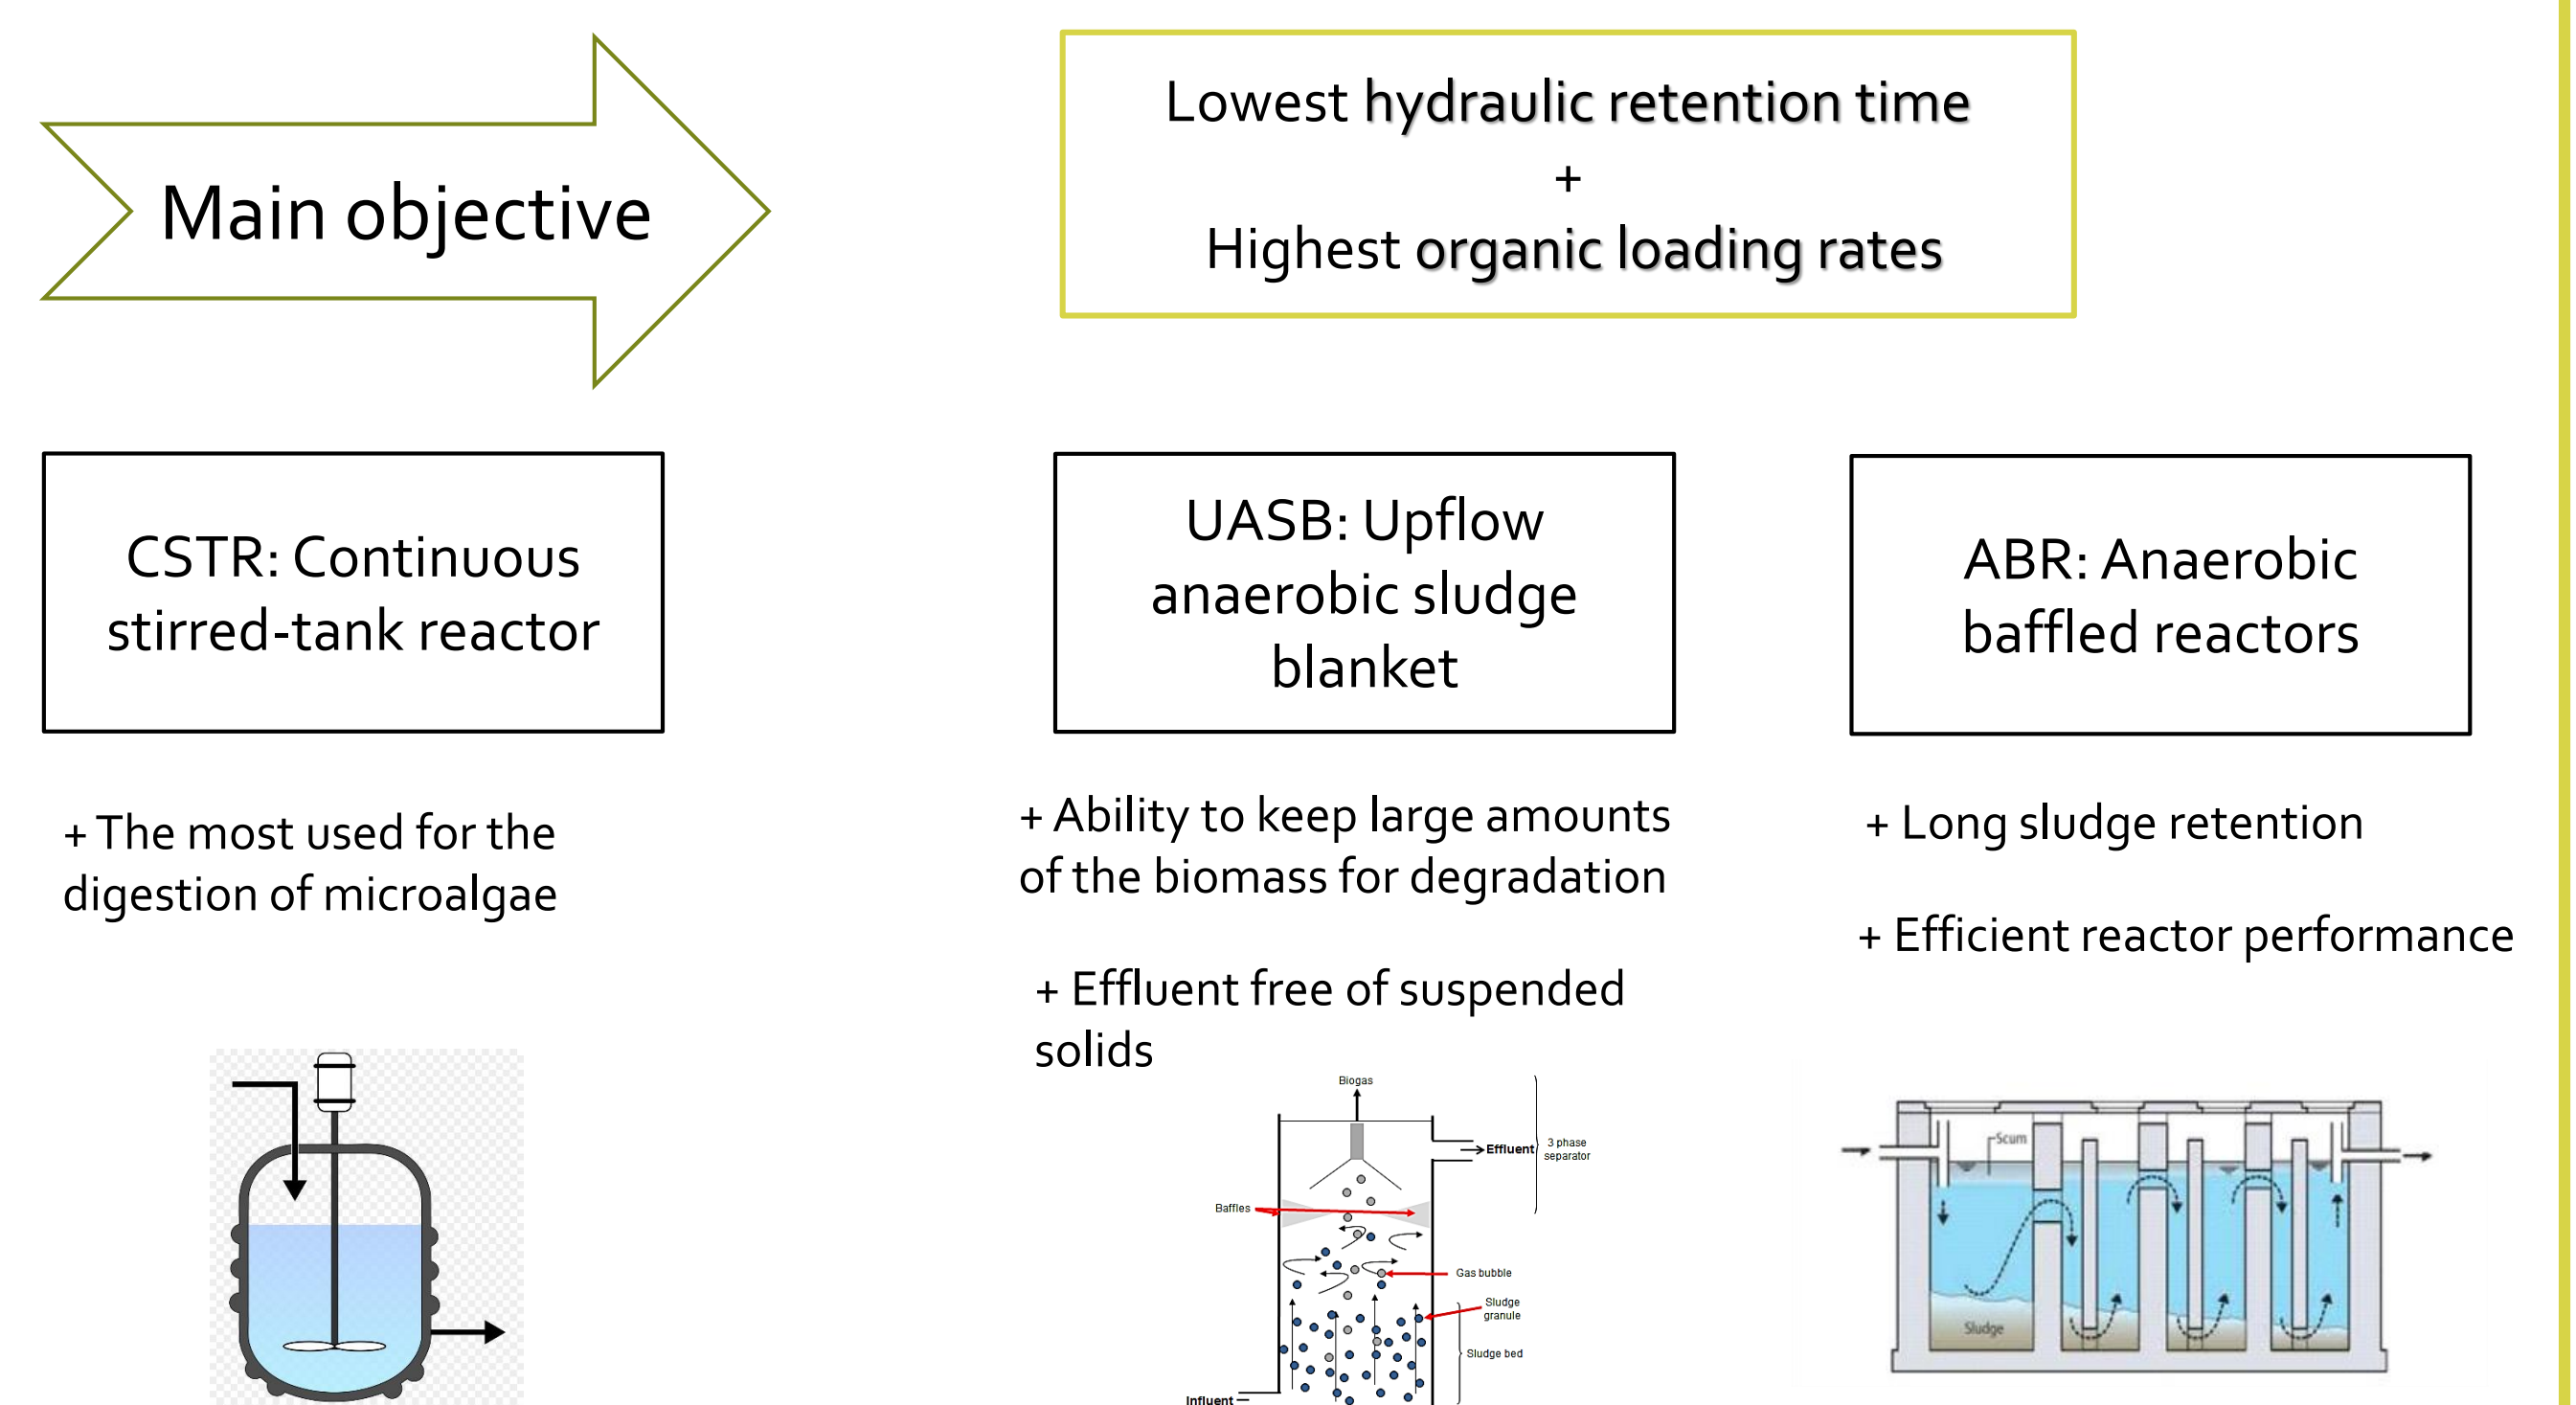 Main objective
Lowest hydraulic retention time
+
Highest organic loading rates
CSTR: Continuous
stirred-tank reactor
UASB: Upflow
anaerobic sludge
blanket
ABR: Anaerobic
baffled reactors
+ The most used for the
digestion of microalgae
+ Ability to keep large amounts
of the biomass for degradation
+ Effluent free of suspended
solids
+ Long sludge retention
+ Efficient reactor performance
Biogas
Effluent
3 phase
separator
Baffles
Gas bubble
Sludge
granule
Sludge bed
Influent
Scum
Sludge